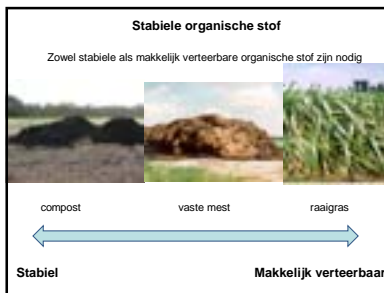 Stabiele organische stof
Zowel stabiele als makkelijk verteerbare organische stof zijn nodig
compost vaste mest raaigras
Stabiel Makkelijk verteerbaar